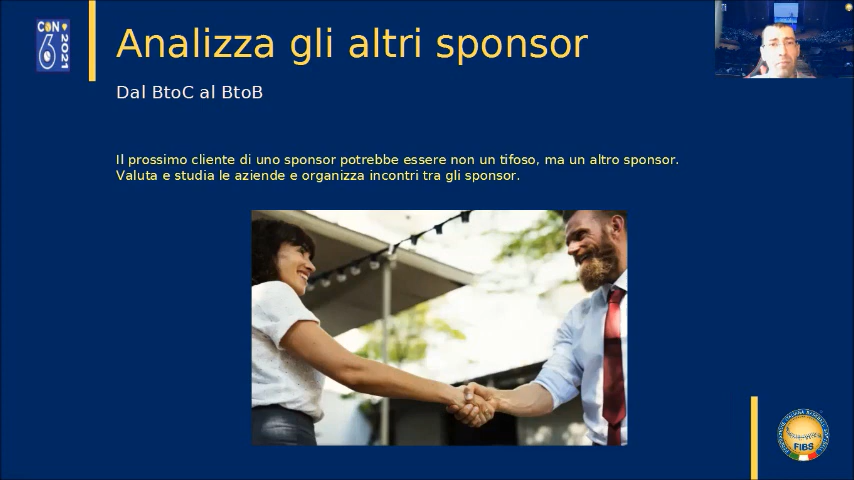 CON
6
2021
Analizza gli altri sponsor
Dal BtoC al BtoB
Il prossimo cliente di uno sponsor potrebbe essere non un tifoso, ma un altro sponsor.
Valuta e studia le aziende e organizza incontri tra gli sponsor.
FIBS